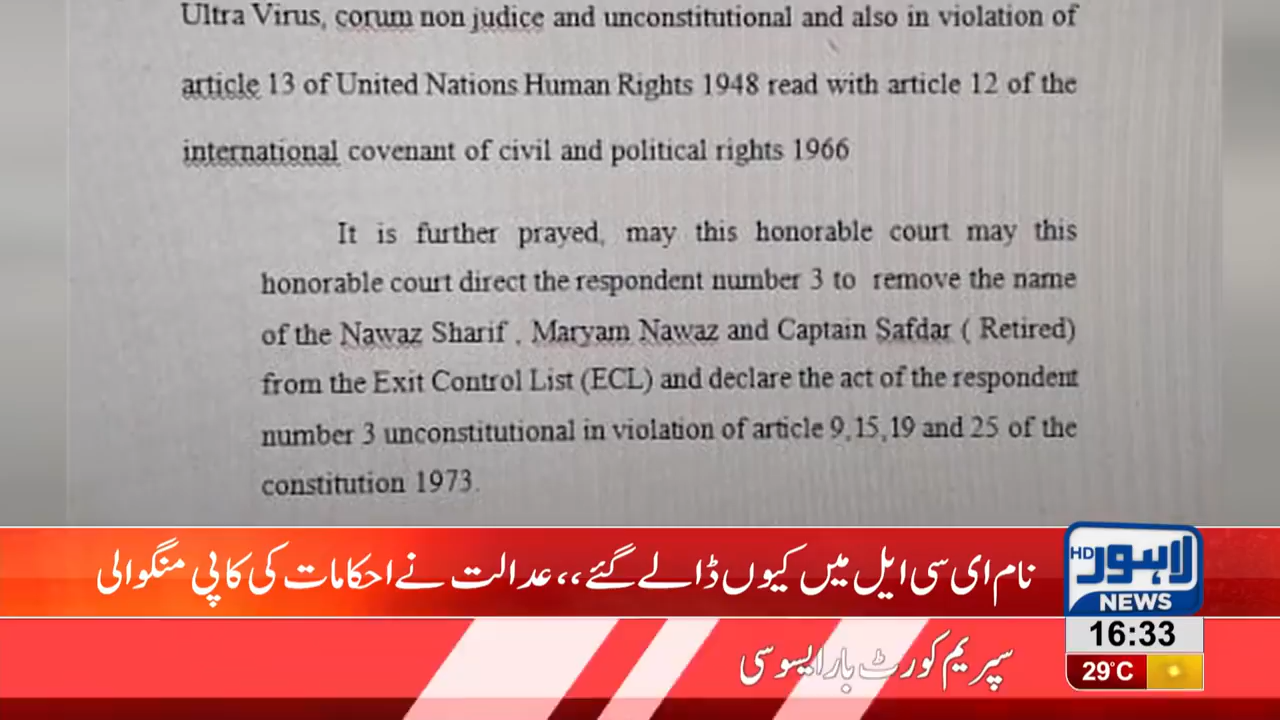 Ultra Virus, corum non judice and unconstitutional and also in violation of
article 13 of United Nations Human Rights 1948 read with article 12 of the
international covenant of civil and political rights 1966
It is further prayed, may this honorable court may this
honorable court direct the respondent number 3 to remove the name
of the Nawaz Sharif , Maryam Nawaz and Captain Safdar ( Retired)
from the Exit Control List (ECL) and declare the act of the respondent
number 3 unconstitutional in violation of article 9,15,19 and 25 of the
constitution 1973.
نام ای سی ایل میں کیوں ڈالے گئے،،عدالت نے احکامات کی کاپی منگوالی
لاہور HD
NEWS
16:33
سپریم کورٹ بار ایسوسی
29°C